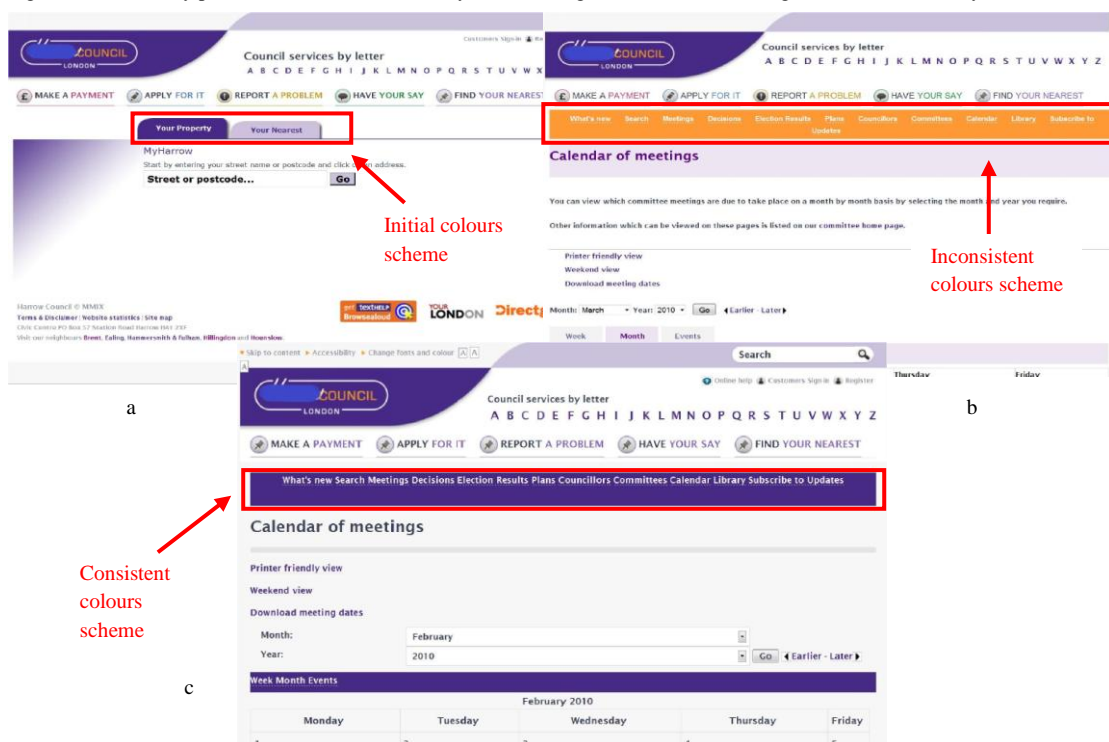 COUNCIL
LONDON
Customers Sign in
Council services by letter
A B C D E F G H I J K L M N O P Q R S T U V W X
MAKE A PAYMENT APPLY FOR IT REPORT A PROBLEM HAVE YOUR SAY FIND YOUR NEAREST
Your Property Your Nearest
MyHarrow
Start by entering your street name or postcode and click on address.
Street or postcode... Go
Initial colours
scheme
Harrow Council © MMIX
Terms & Disclaimer Website statistics Site map
Civic Centre PO Box 57 Station Road Harrow HA1 2XF
Visit our neighbours Brent, Ealing, Hammersmith & Fulham, Hillingdon and Hounslow.
TEXTHELP
Browsealoud
YOUR
LONDON
Direct
a
COUNCIL
LONDON
Council services by letter
A B C D E F G H I J K L M N O P Q R S T U V W X Y Z
MAKE A PAYMENT APPLY FOR IT REPORT A PROBLEM HAVE YOUR SAY FIND YOUR NEAREST
What's new Search Meetings Decisions Election Results Plans Councillors Committees Calendar Library Subscribe to
Updates
Calendar of meetings
You can view which committee meetings are due to take place on a month by month basis by selecting the month and year you require.
Other information which can be viewed on these pages is listed on our committee home page.
Printer friendly view
Weekend view
Download meeting dates
Inconsistent
colours scheme
Month: March Year: 2010 Go Earlier - Later
Week Month Events
Thursday Friday
b
Skip to content Accessibility Change fonts and colour A A
A
Search
Online help Customers Sign in Register
COUNCIL
LONDON
Council services by letter
A B C D E F G H I J K L M N O P Q R S T U V W X Y Z
MAKE A PAYMENT APPLY FOR IT REPORT A PROBLEM HAVE YOUR SAY FIND YOUR NEAREST
What's new Search Meetings Decisions Election Results Plans Councillors Committees Calendar Library Subscribe to Updates
Calendar of meetings
Printer friendly view
Weekend view
Download meeting dates
Consistent
colours
scheme
Month: February
Year: 2010 Go Earlier - Later
c
Week Month Events
February 2010
Monday Tuesday Wednesday Thursday Friday